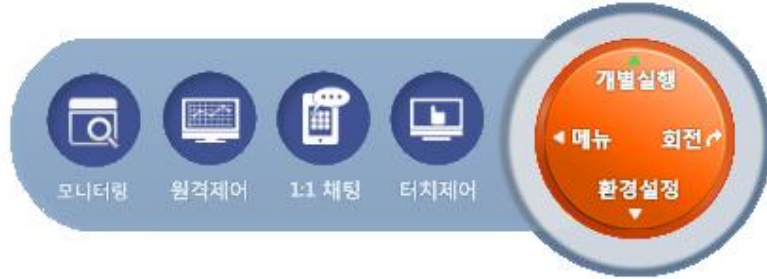 모니터링
원격제어
1:1 채팅
터치제어
개별실행
메뉴
회전
환경설정